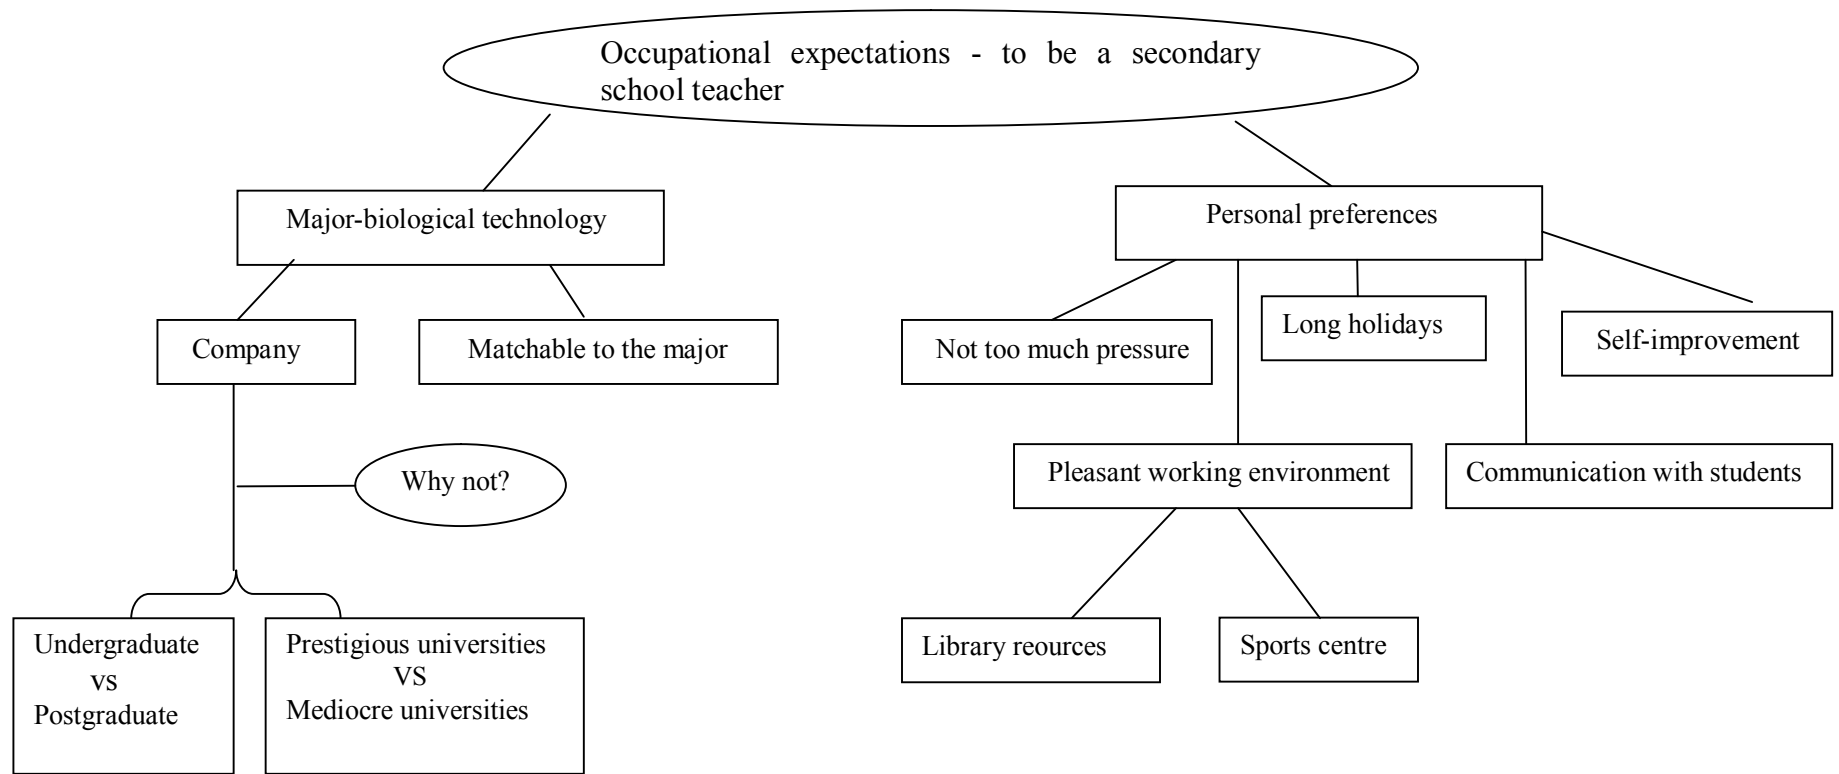 Occupational expectations - to be a secondary
school teacher
Major-biological technology
Personal preferences
Company
Matchable to the major
Not too much pressure
Long holidays
Self-improvement
Why not?
Pleasant working environment
Communication with students
Undergraduate
vs
Postgraduate
Prestigious universities
VS
Mediocre universities
Library reources
Sports centre